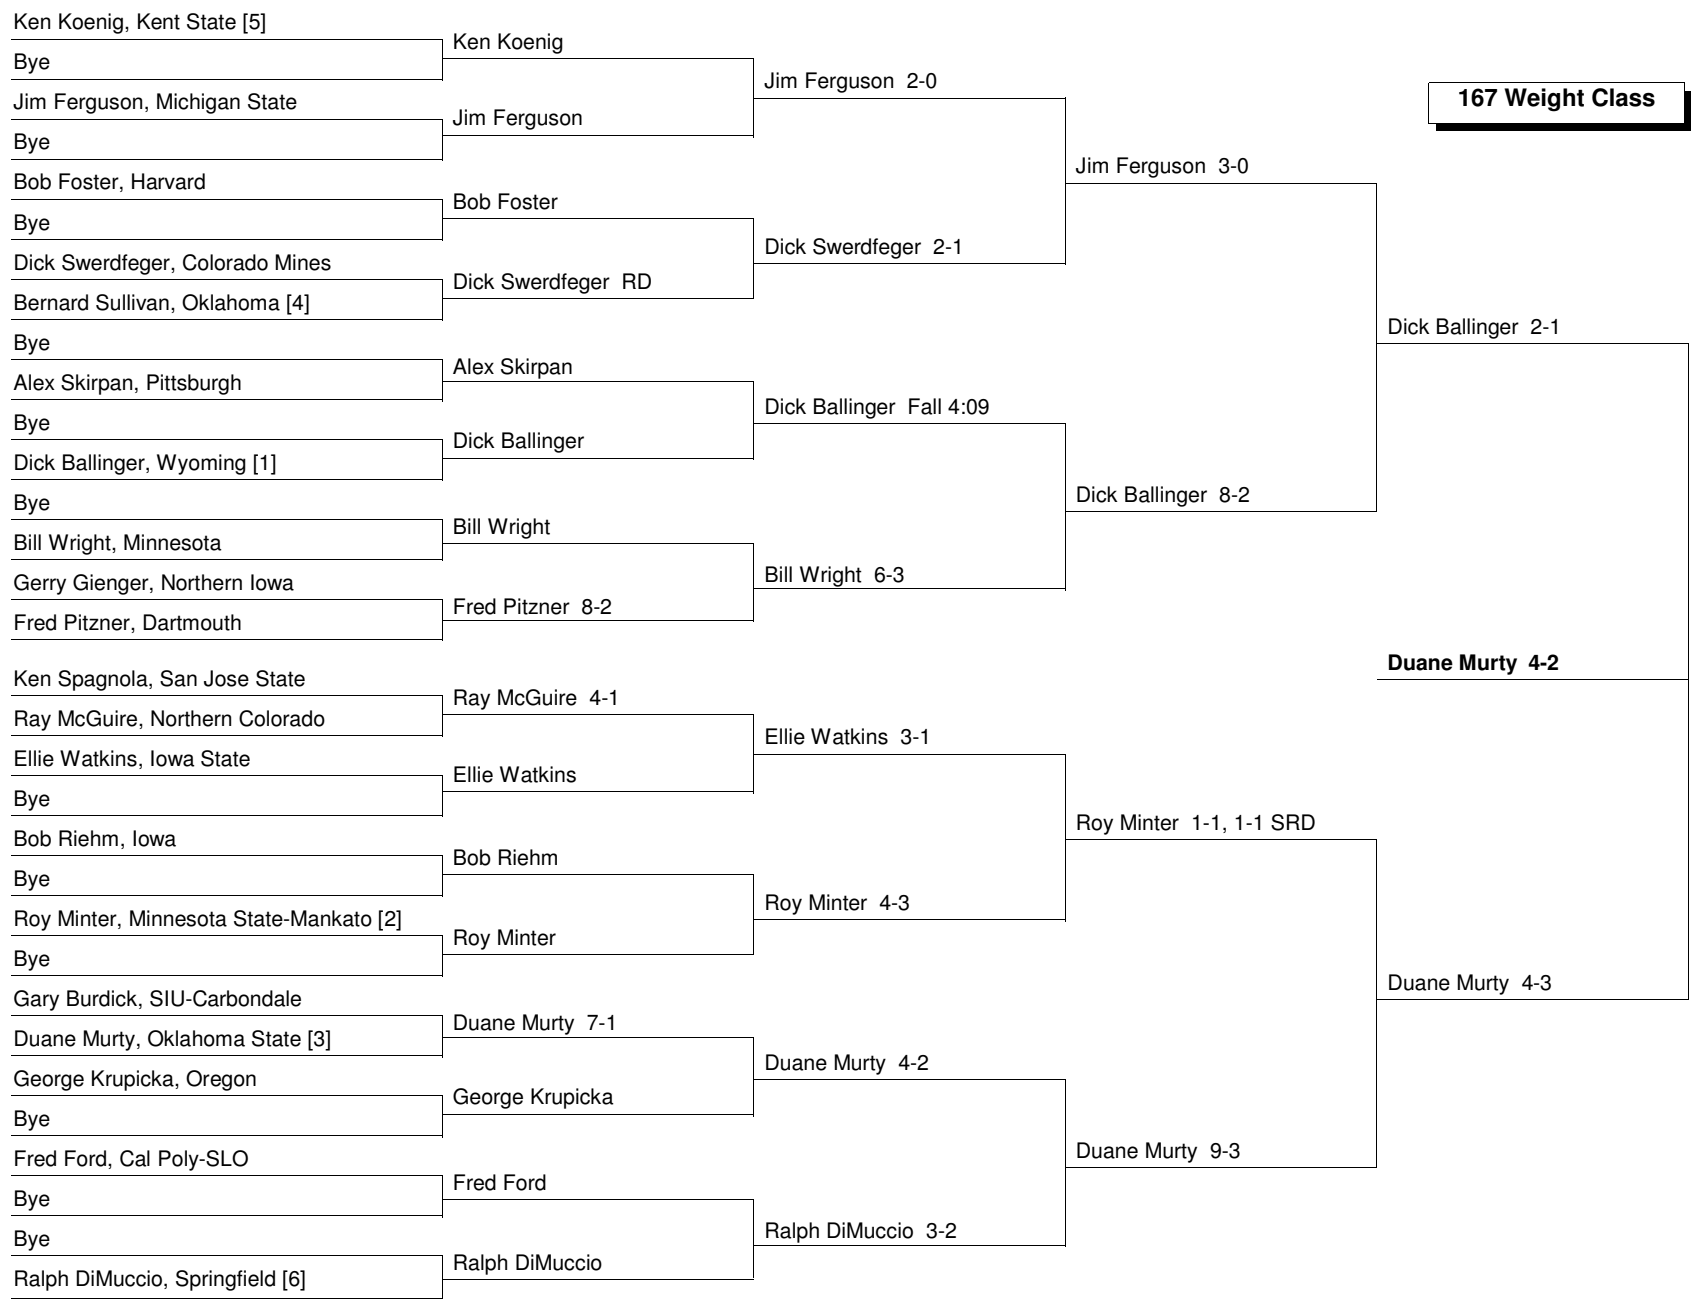 Ken Koenig, Kent State [5]
Bye
Jim Ferguson, Michigan State
Bye
Bob Foster, Harvard
Bye
Dick Swerdfeger, Colorado Mines
Bernard Sullivan, Oklahoma [4]
Bye
Alex Skirpan, Pittsburgh
Bye
Dick Ballinger, Wyoming [1]
Bye
Bill Wright, Minnesota
Gerry Gienger, Northern Iowa
Fred Pitzner, Dartmouth
Ken Spagnola, San Jose State
Ray McGuire, Northern Colorado
Ellie Watkins, Iowa State
Bye
Bob Riehm, Iowa
Bye
Roy Minter, Minnesota State-Mankato [2]
Bye
Gary Burdick, SIU-Carbondale
Duane Murty, Oklahoma State [3]
George Krupicka, Oregon
Bye
Fred Ford, Cal Poly-SLO
Bye
Bye
Ralph DiMuccio, Springfield [6]
Ken Koenig
Jim Ferguson
Bob Foster
Dick Swerdfeger RD
Alex Skirpan
Dick Ballinger
Bill Wright
Fred Pitzner 8-2
Ray McGuire 4-1
Ellie Watkins
Bob Riehm
Roy Minter
Duane Murty 7-1
George Krupicka
Fred Ford
Ralph DiMuccio
Jim Ferguson 2-0
Dick Swerdfeger 2-1
Dick Ballinger Fall 4:09
Bill Wright 6-3
Ellie Watkins 3-1
Roy Minter 4-3
Duane Murty 4-2
Ralph DiMuccio 3-2
Jim Ferguson 3-0
Dick Ballinger 8-2
Roy Minter 1-1, 1-1 SRD
Duane Murty 9-3
167 Weight Class
Dick Ballinger 2-1
Duane Murty 4-2
Duane Murty 4-3